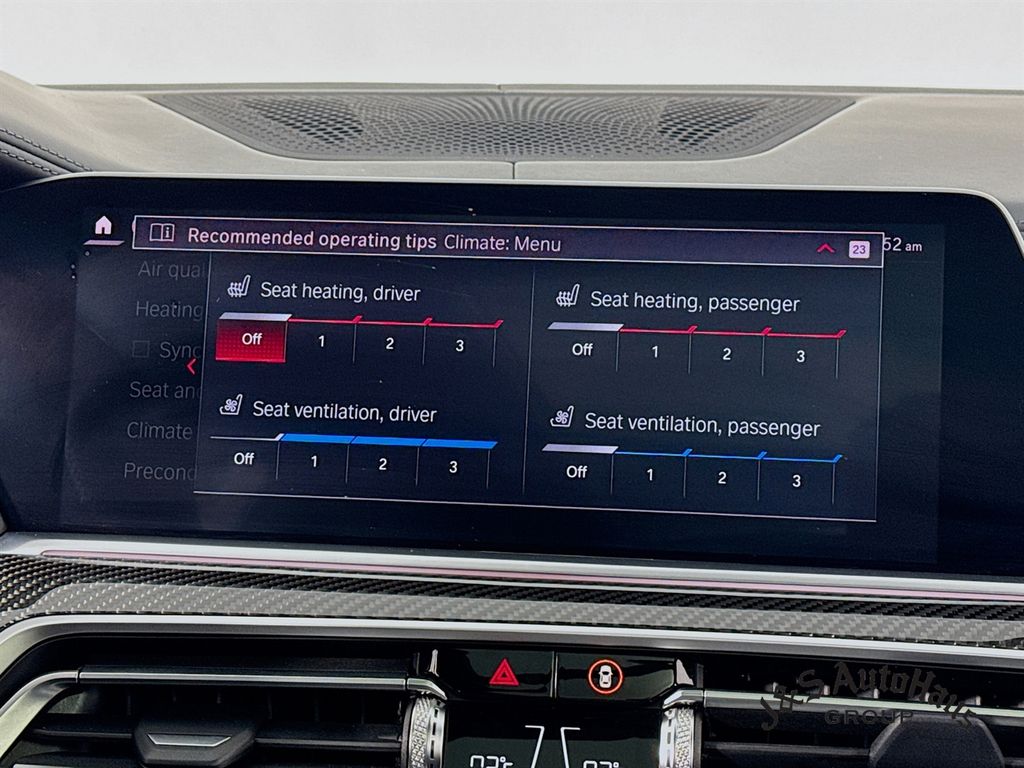 Recommended operating tips Climate: Menu
23
52 am
Air qual
Heating
Sync
Seat and
Climate
Precond
Seat heating, driver
Off 1 2 3
Seat heating, passenger
Off 1 2 3
Seat ventilation, driver
Off 1 2 3
Seat ventilation, passenger
Off 1 2 3
AutoHaus
GROUP